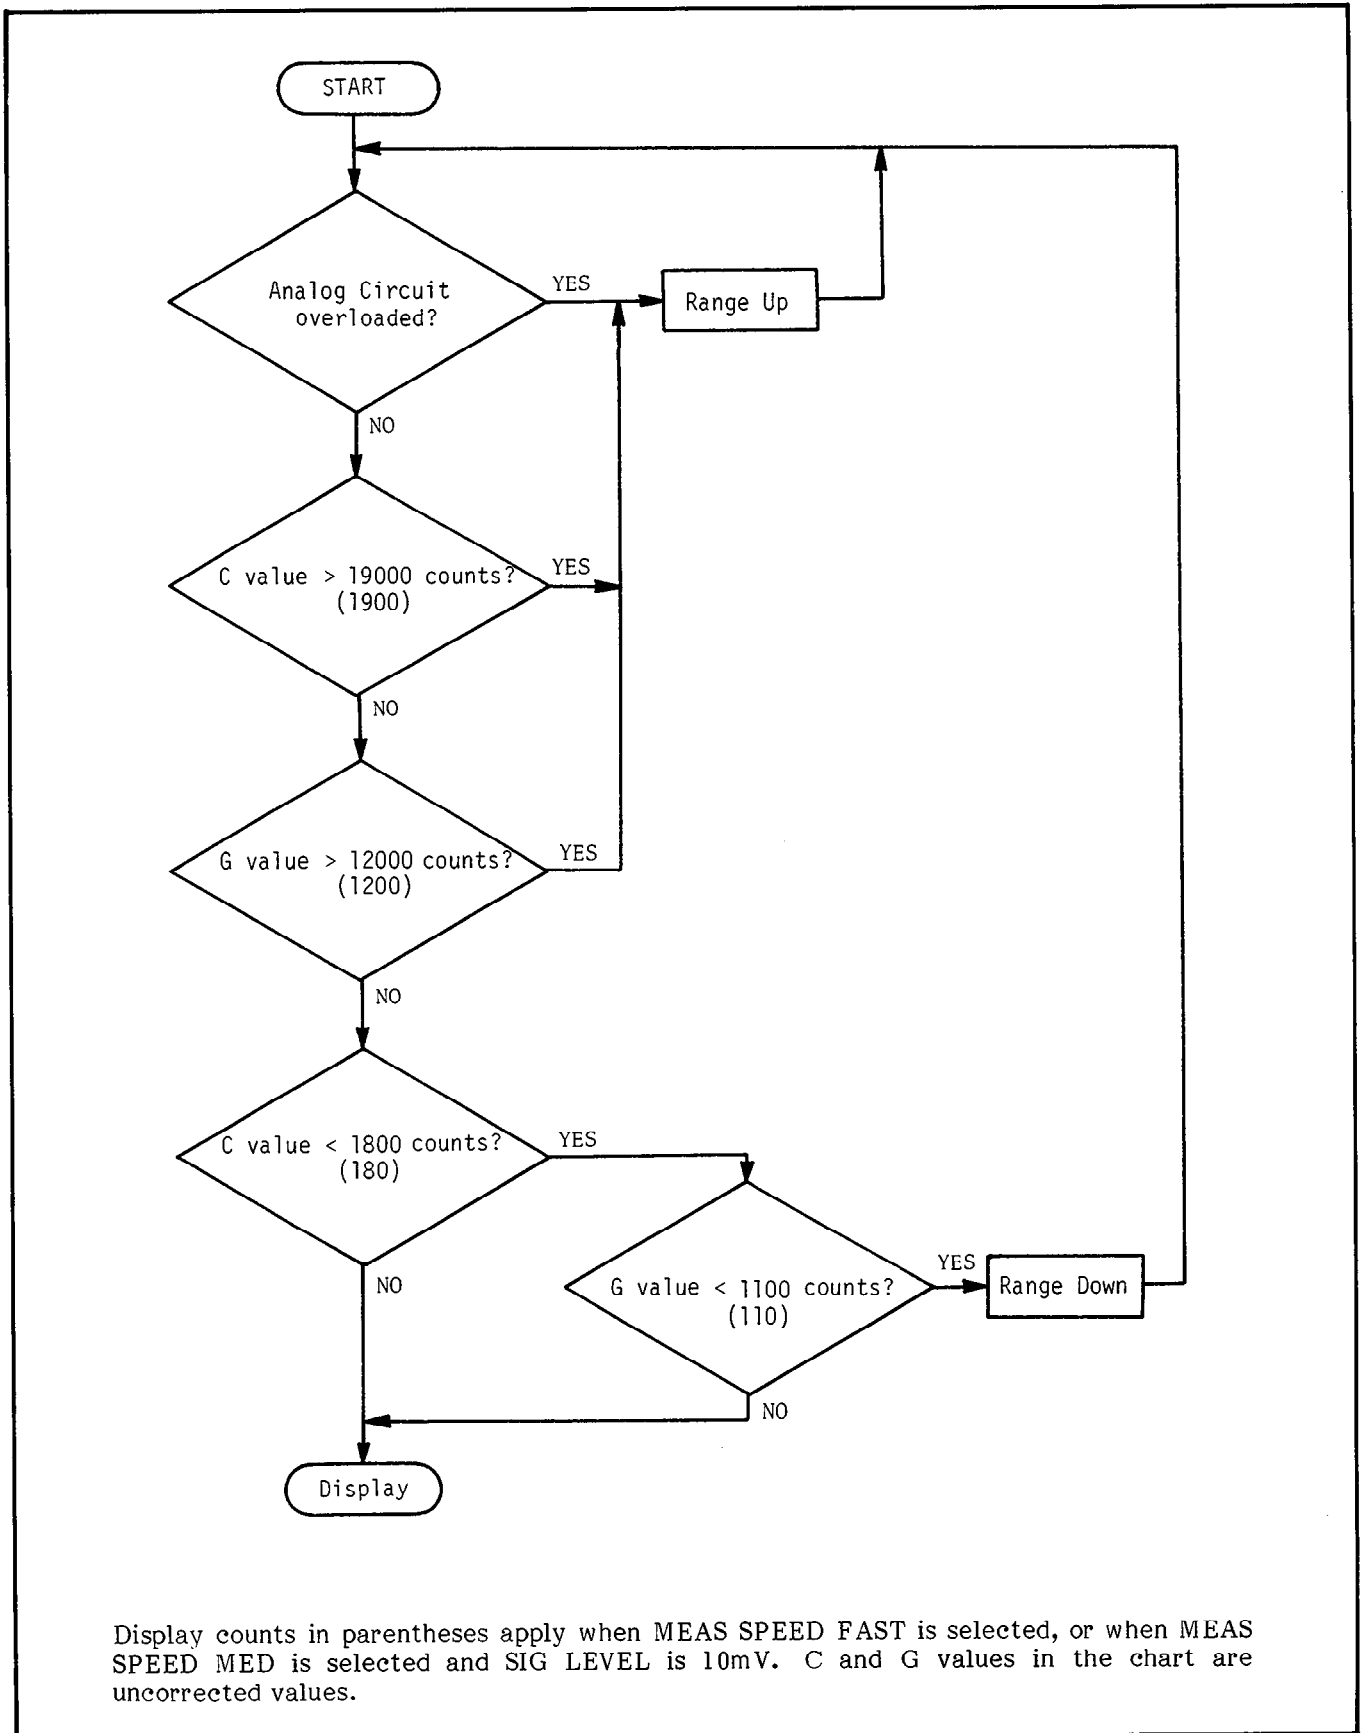 START
Analog Circuit
overloaded?
YES
Range Up
NO
C value > 19000 counts?
(1900)
YES
NO
G value > 12000 counts?
(1200)
YES
NO
C value < 1800 counts?
(180)
YES
NO
G value < 1100 counts?
(110)
YES
Range Down
NO
Display
Display counts in parentheses apply when MEAS SPEED FAST is selected, or when MEAS
SPEED MED is selected and SIG LEVEL is 10mV. C and G values in the chart are
uncorrected values.